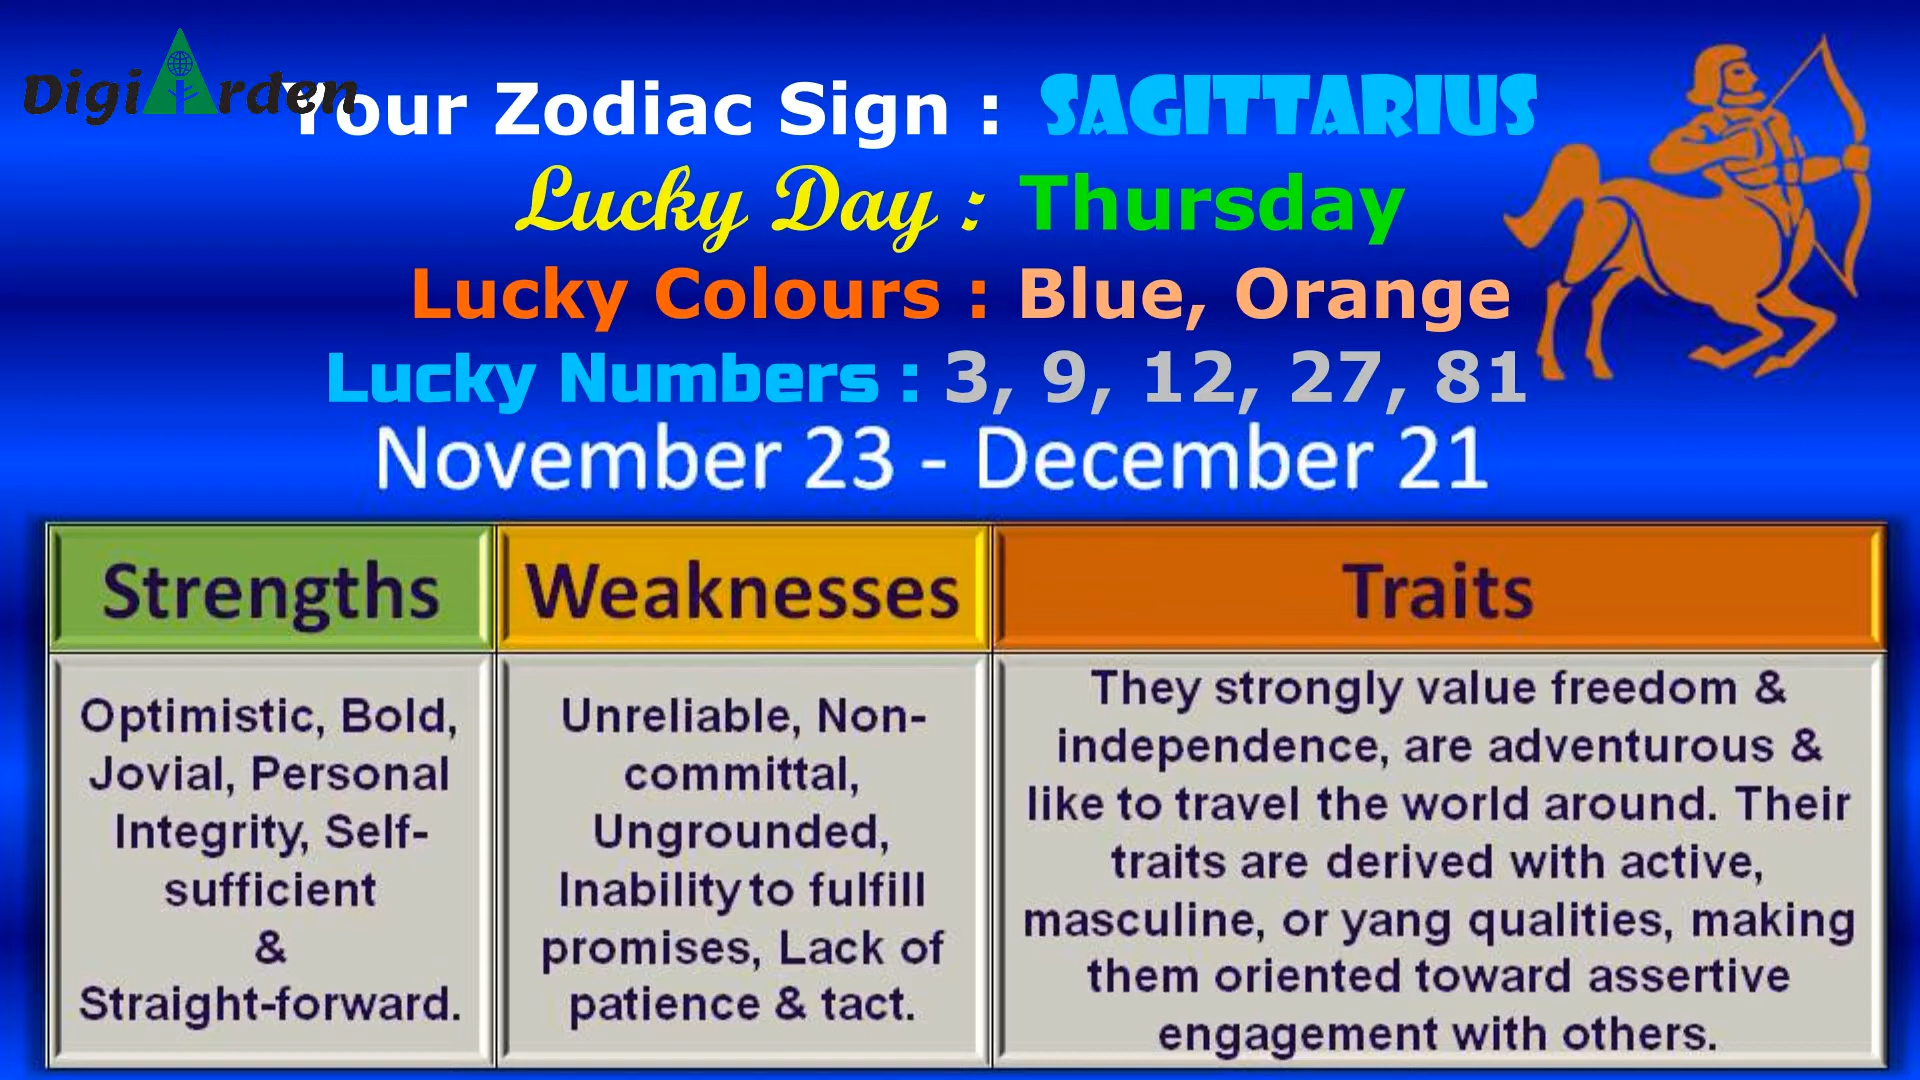 DigiArden
Your Zodiac Sign : SAGITTARIUS
Lucky Day : Thursday
Lucky Colours : Blue, Orange
Lucky Numbers : 3, 9, 12, 27, 81
November 23 - December 21
Strengths
Optimistic, Bold,
Jovial, Personal
Integrity, Self-
sufficient
&
Straight-forward.
Weaknesses
Unreliable, Non-
committal,
Ungrounded,
Inability to fulfill
promises, Lack of
patience & tact.
Traits
They strongly value freedom &
independence, are adventurous &
like to travel the world around. Their
traits are derived with active,
masculine, or yang qualities, making
them oriented toward assertive
engagement with others.